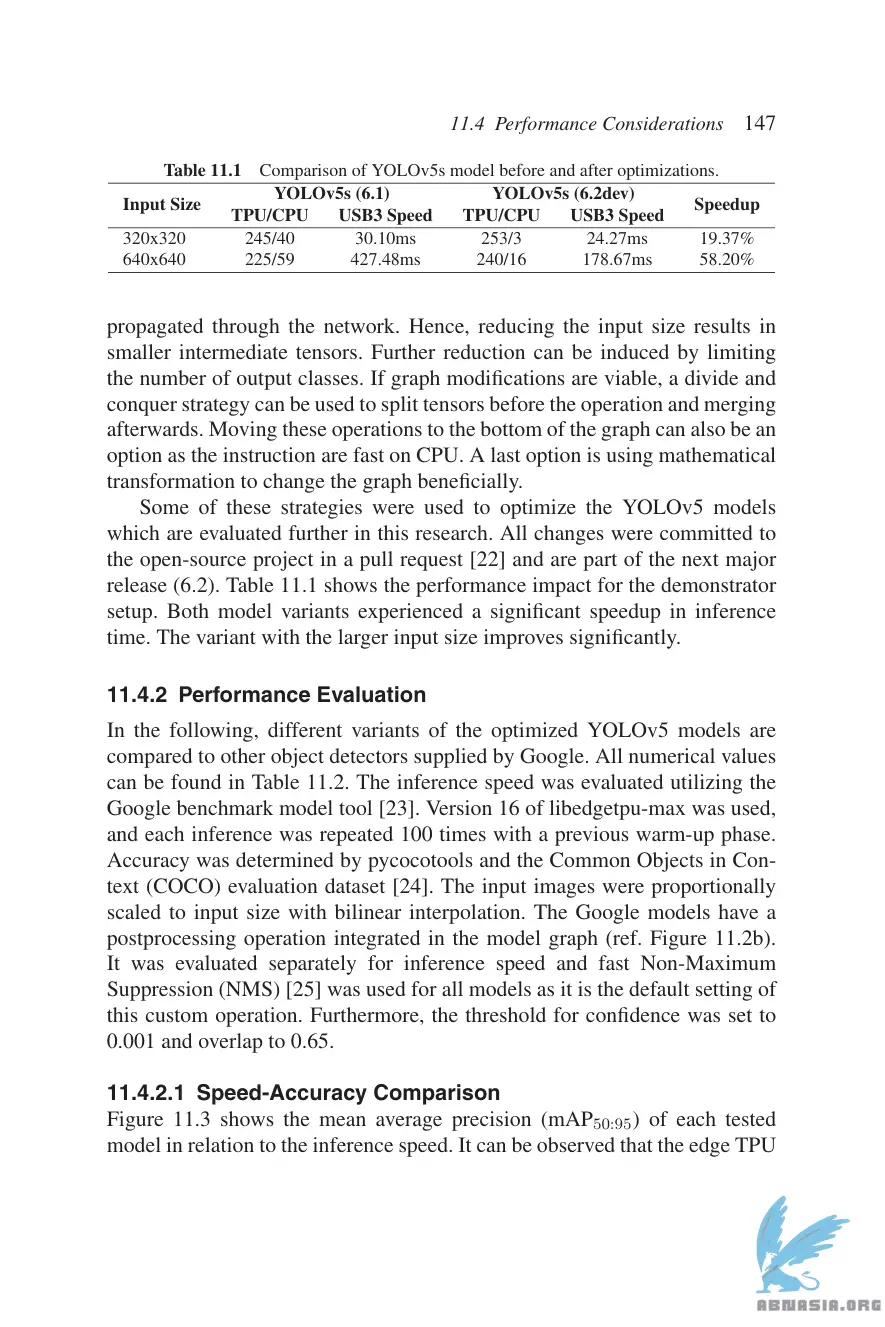 11.4 Performance Considerations 147
Table 11.1 Comparison of YOLOv5s model before and after optimizations.
Input Size YOLOv5s (6.1) YOLOv5s (6.2dev) Speedup
TPU/CPU USB3 Speed TPU/CPU USB3 Speed
320x320 245/40 30.10ms 253/3 24.27ms 19.37%
640x640 225/59 427.48ms 240/16 178.67ms 58.20%
propagated through the network. Hence, reducing the input size results in
smaller intermediate tensors. Further reduction can be induced by limiting
the number of output classes. If graph modifications are viable, a divide and
conquer strategy can be used to split tensors before the operation and merging
afterwards. Moving these operations to the bottom of the graph can also be an
option as the instruction are fast on CPU. A last option is using mathematical
transformation to change the graph beneficially.
Some of these strategies were used to optimize the YOLOv5 models
which are evaluated further in this research. All changes were committed to
the open-source project in a pull request [22] and are part of the next major
release (6.2). Table 11.1 shows the performance impact for the demonstrator
setup. Both model variants experienced a significant speedup in inference
time. The variant with the larger input size improves significantly.
11.4.2 Performance Evaluation
In the following, different variants of the optimized YOLOv5 models are
compared to other object detectors supplied by Google. All numerical values
can be found in Table 11.2. The inference speed was evaluated utilizing the
Google benchmark model tool [23]. Version 16 of libedgetpu-max was used,
and each inference was repeated 100 times with a previous warm-up phase.
Accuracy was determined by pycocotools and the Common Objects in Con-
text (COCO) evaluation dataset [24]. The input images were proportionally
scaled to input size with bilinear interpolation. The Google models have a
postprocessing operation integrated in the model graph (ref. Figure 11.2b).
It was evaluated separately for inference speed and fast Non-Maximum
Suppression (NMS) [25] was used for all models as it is the default setting of
this custom operation. Furthermore, the threshold for confidence was set to
0.001 and overlap to 0.65.
11.4.2.1 Speed-Accuracy Comparison
Figure 11.3 shows the mean average precision (mAP50:95) of each tested
model in relation to the inference speed. It can be observed that the edge TPU
ABNASIA.ORG